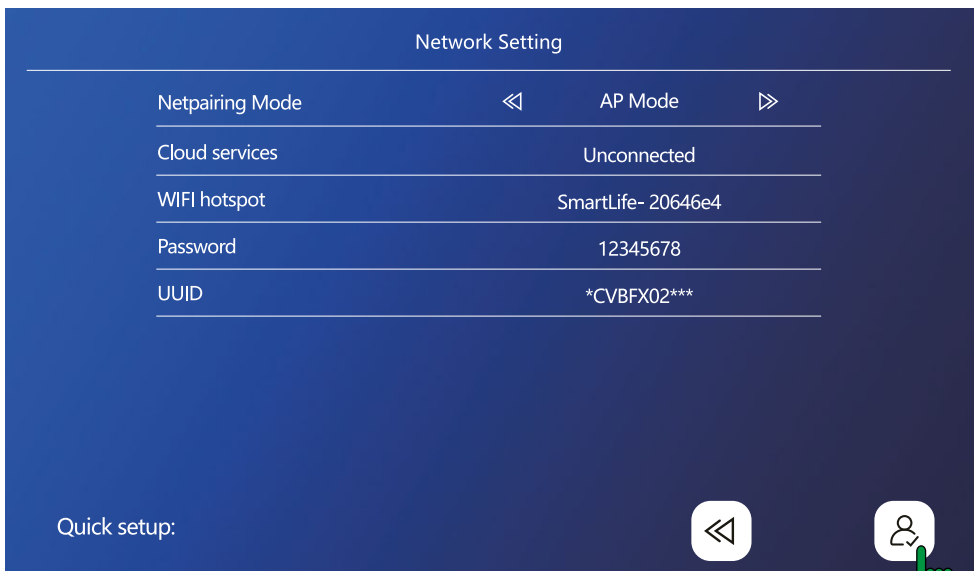 Network Setting
Netpairing Mode AP Mode
Cloud services Unconnected
WIFI hotspot SmartLife- 20646e4
Password 12345678
UUID *CVBFX02***
Quick setup: